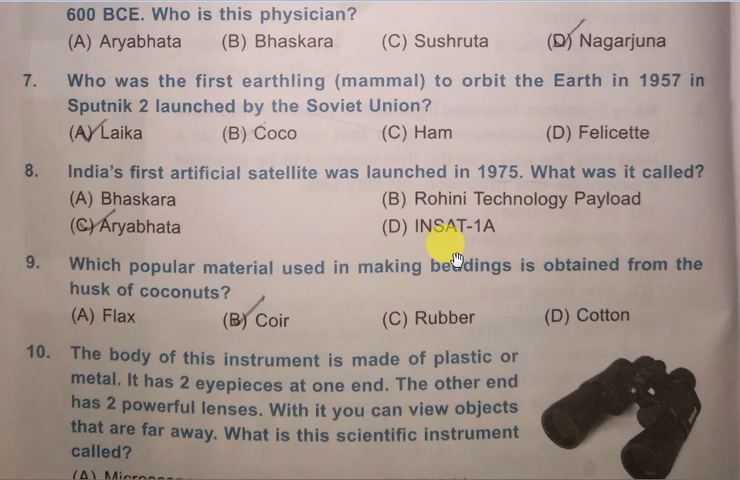 600 BCE. Who is this physician?
(A) Aryabhata (B) Bhaskara (C) Sushruta (D) Nagarjuna
7. Who was the first earthling (mammal) to orbit the Earth in 1957 in
Sputnik 2 launched by the Soviet Union?
(A) Laika (B) Coco (C) Ham (D) Felicette
8. India's first artificial satellite was launched in 1975. What was it called?
(A) Bhaskara (B) Rohini Technology Payload
(C) Aryabhata (D) INSAT-1A
9. Which popular material used in making beddings is obtained from the
husk of coconuts?
(A) Flax (B) Coir (C) Rubber (D) Cotton
10. The body of this instrument is made of plastic or
metal. It has 2 eyepieces at one end. The other end
has 2 powerful lenses. With it you can view objects
that are far away. What is this scientific instrument
called?
(A)